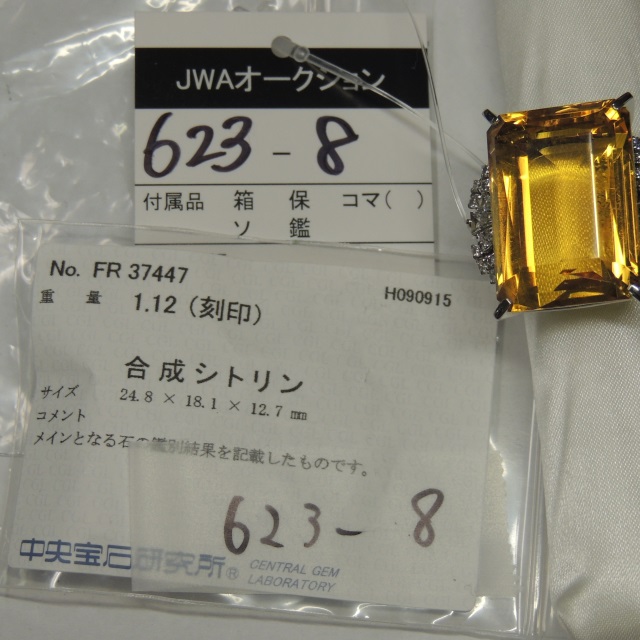 JWAオークション
623-8
付属品 箱 保 コマ( )
ソ 鑑
No. FR 37447
H090915
重量 1.12 (刻印)
合成シトリン
サイズ 24.8 × 18.1 × 12.7 mm
コメント
メインとなる石の鑑別結果を記載したものです。
623-8
中央宝石研究所® CENTRAL GEM
LABORATORY